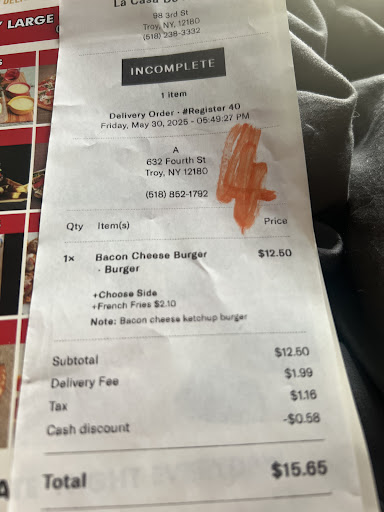 Y LARGE
La Casa
98 3rd St
Troy, NY, 12180
(518) 238-3332
INCOMPLETE
1 item
Delivery Order · #Register 40
Friday, May 30, 2025 - 05:49:27 PM
A
632 Fourth St
Troy, NY 12180
(518) 852-1792
4
Qty Item(s) Price
1x Bacon Cheese Burger $12.50
· Burger
+Choose Side
+French Fries $2.10
Note: Bacon cheese ketchup burger
Subtotal $12.50
Delivery Fee $1.99
Tax $1.16
Cash discount -$0.58
Total $15.65